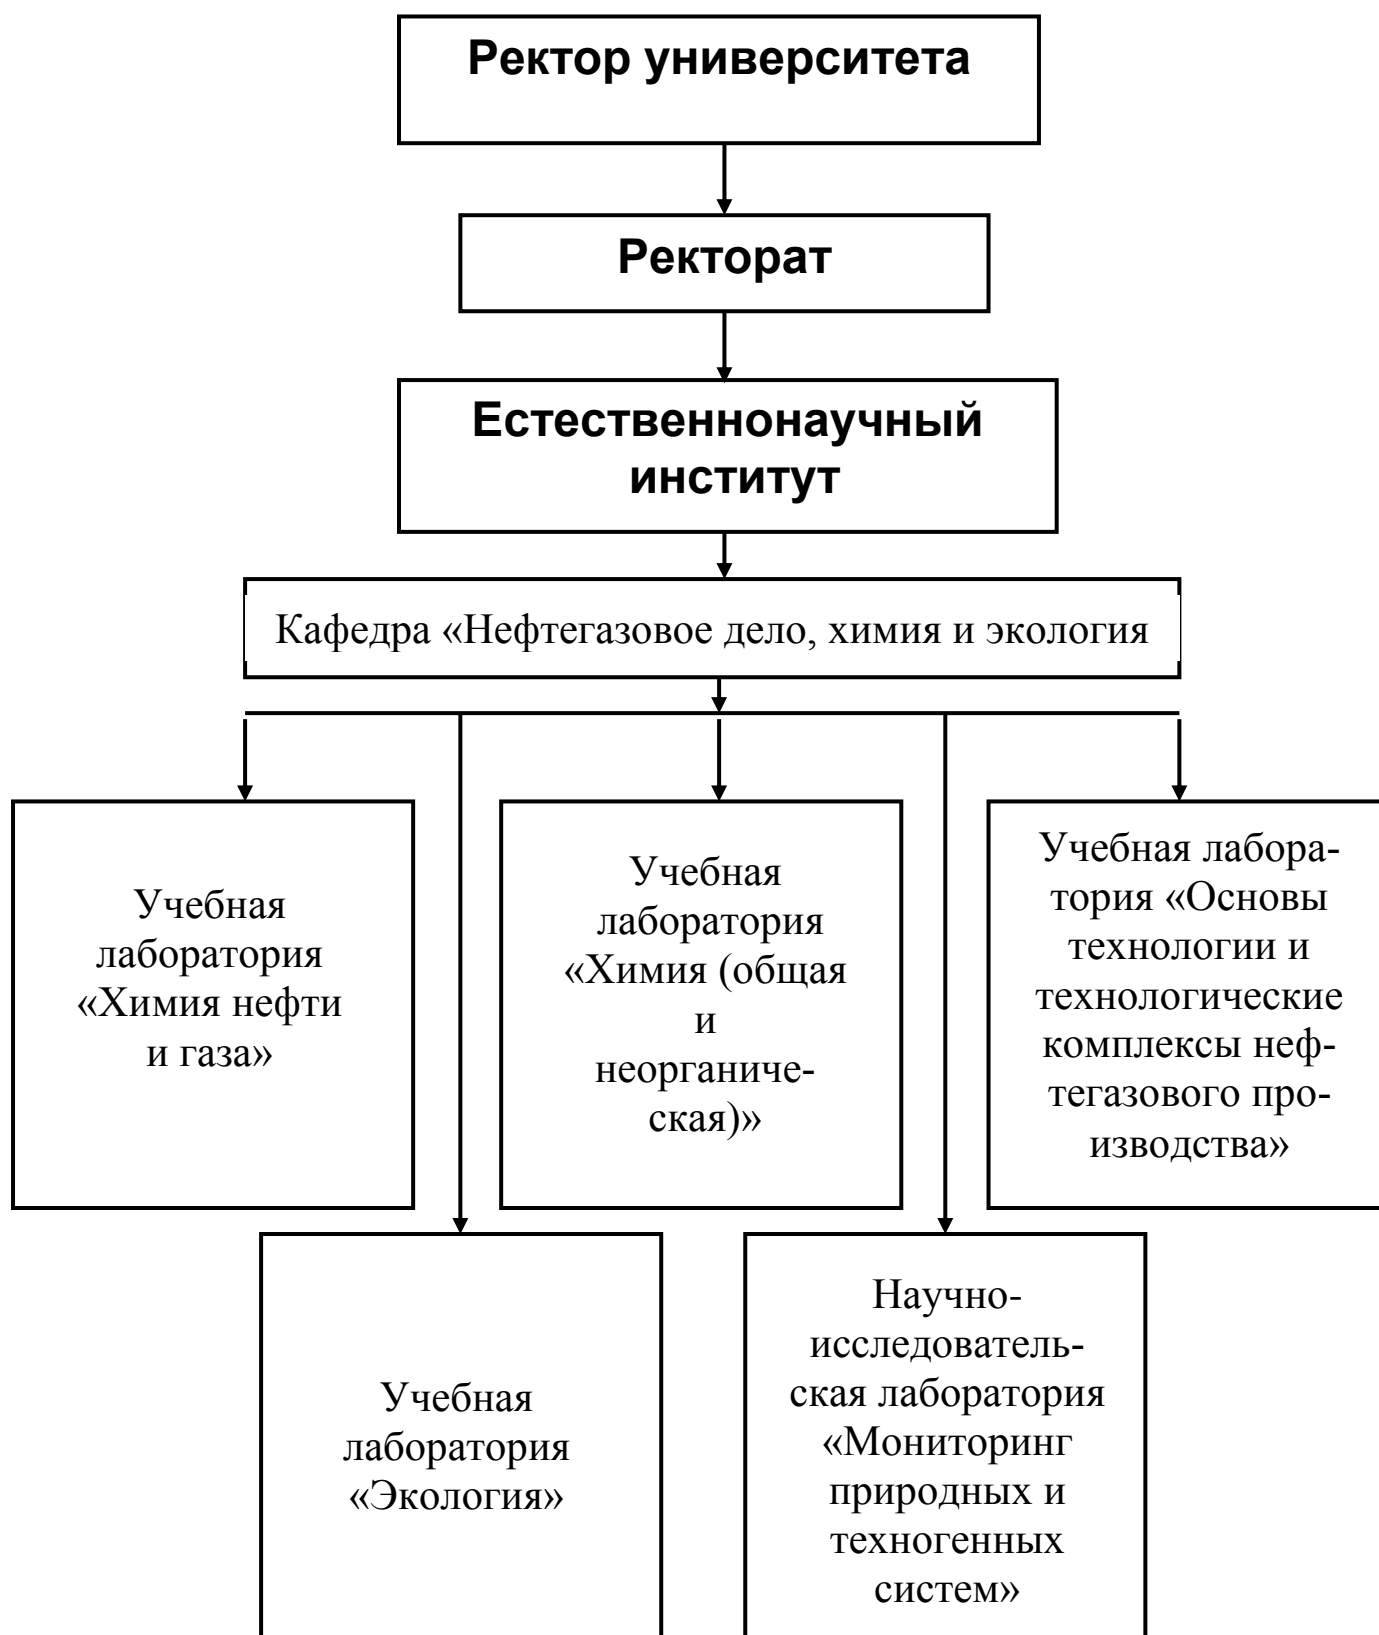 Ректор университета
Ректорат
Естественнонаучный
институт
Кафедра «Нефтегазовое дело, химия и экология
Учебная
лаборатория
«Химия нефти
и газа»
Учебная
лаборатория
«Химия (общая
и
неорганиче-
ская)»
Учебная лабора-
тория «Основы
технологии и
технологические
комплексы неф-
тегазового про-
изводства»
Учебная
лаборатория
«Экология»
Научно-
исследователь-
ская лаборатория
«Мониторинг
природных и
техногенных
систем»